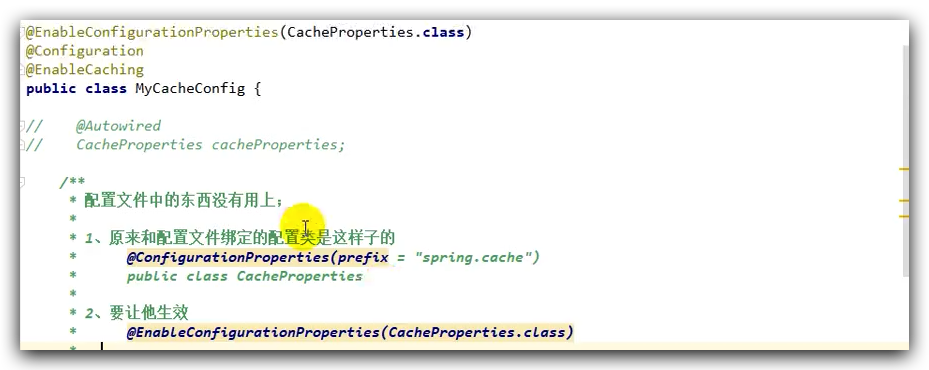 @EnableConfigurationProperties(CacheProperties.class)
@Configuration
@EnableCaching
public class MyCacheConfig {
//    @Autowired
//    CacheProperties cacheProperties;
/**
 * 配置文件中的东西没有用上；
 *
 * 1、原来和配置文件绑定的配置类是这样子的
 *      @ConfigurationProperties(prefix = "spring.cache")
 *      public class CacheProperties
 *
 * 2、要让他生效
 *      @EnableConfigurationProperties(CacheProperties.class)
 *